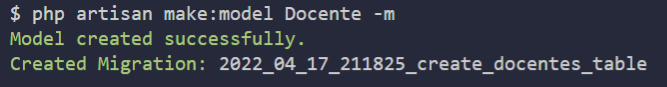 $ php artisan make:model Docente -m
Model created successfully.
Created Migration: 2022_04_17_211825_create_docentes_table